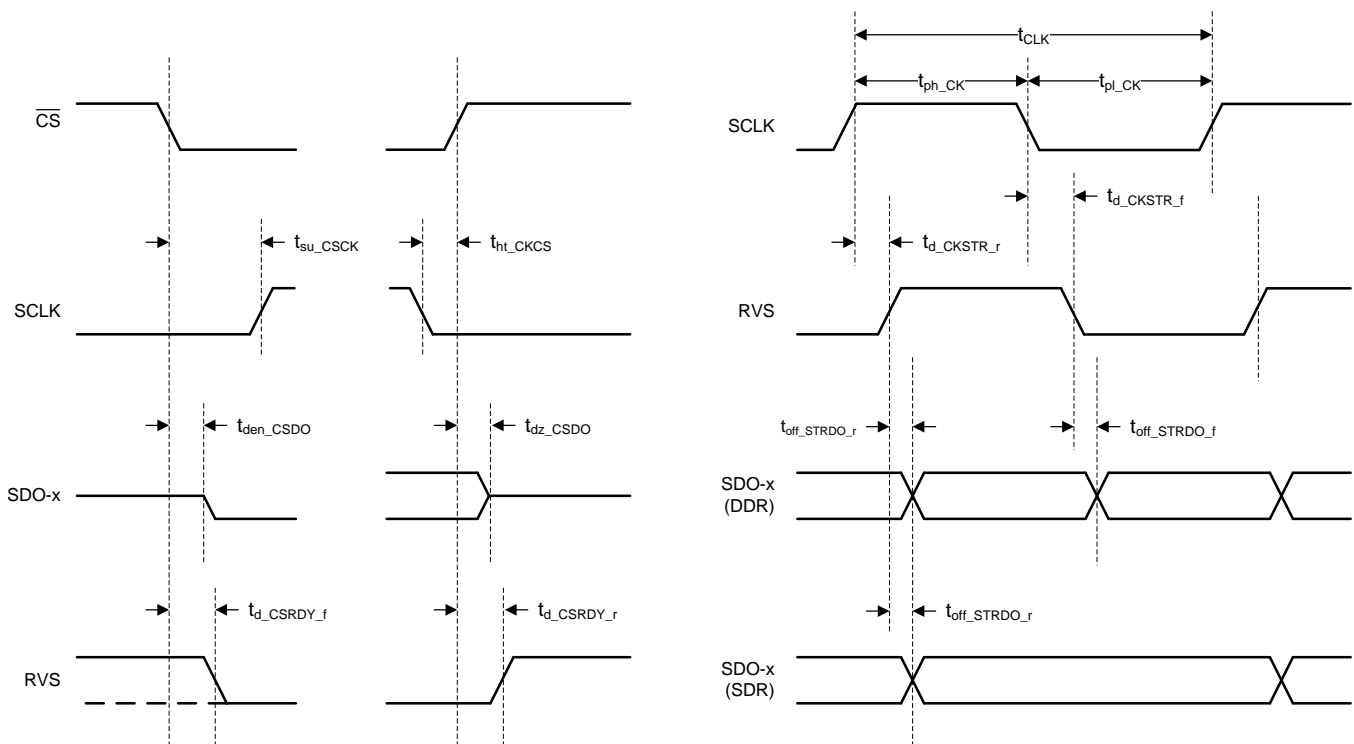 CS
t_su_CSCK
t_ht_CKCS
SCLK
t_den_CSDO
t_dz_CSDO
SDO-x
t_d_CSRDY_f
t_d_CSRDY_r
RVS
t_CLK
t_ph_CK
t_pl_CK
SCLK
t_d_CKSTR_f
t_d_CKSTR_r
RVS
t_off_STRDO_r
t_off_STRDO_f
SDO-x
(DDR)
t_off_STRDO_r
SDO-x
(SDR)